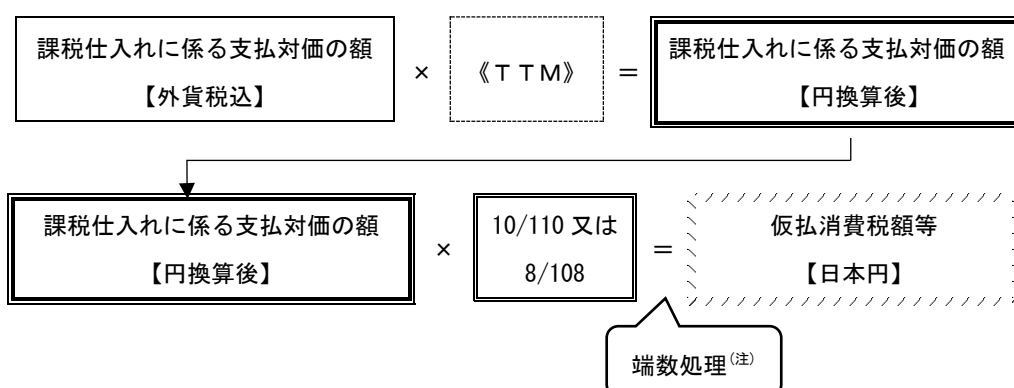 課税仕入れに係る支払対価の額
【外貨税込】
×
《TTM》
=
課税仕入れに係る支払対価の額
【円換算後】
課税仕入れに係る支払対価の額
【円換算後】
×
10/110 又は
8/108
=
仮払消費税額等
【日本円】
端数処理(注)